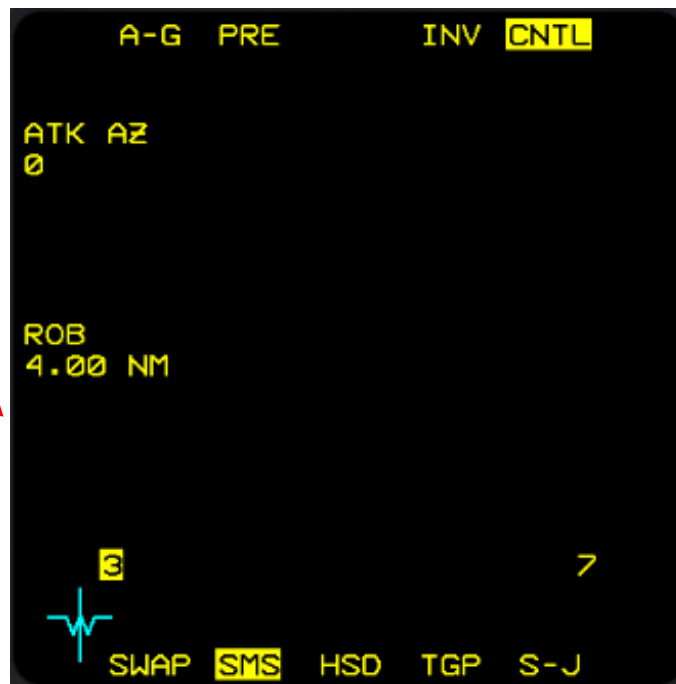 A-G PRE INV CNTL
ATK AZ
0
ROB
4.00 NM
3 7
SWAP SMS HSD TGP S-J